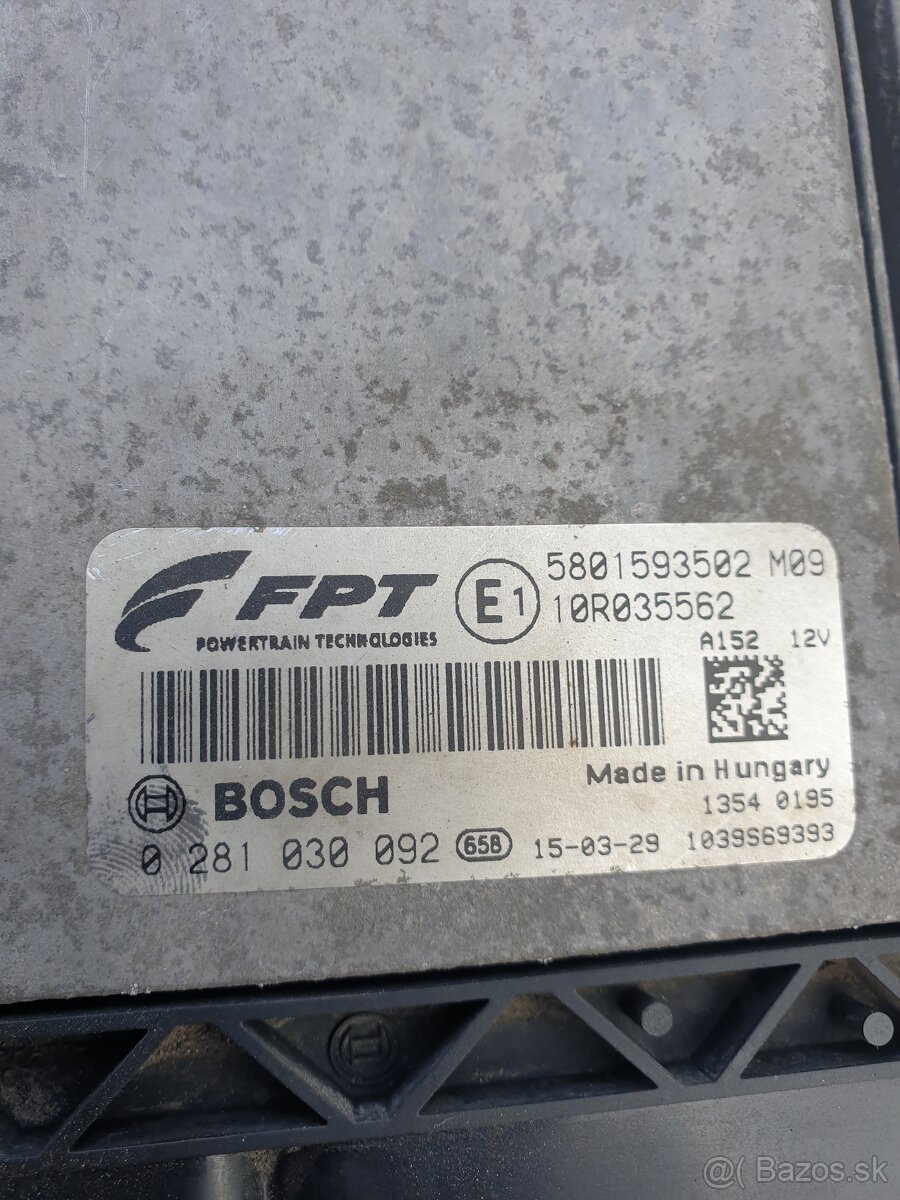 FPT
POWERTRAIN TECHNOLOGIES
E1
5801593502 M09
10R035562
A152 12V
Made in Hungary
BOSCH
1354 0195
0 281 030 092 658 15-03-29 1039S69393
@( Bazos.sk